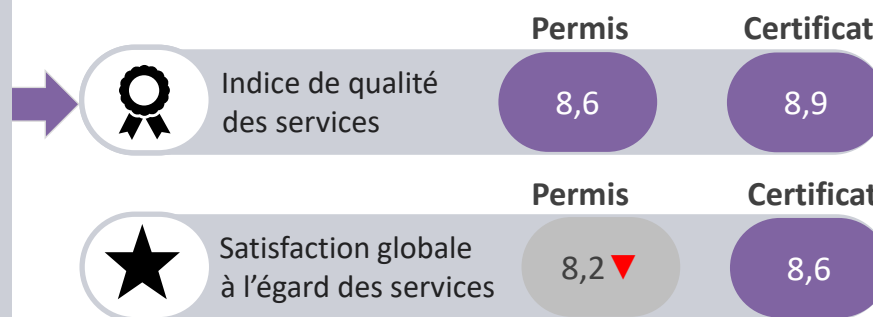 Permis Certificat
Indice de qualité
des services
8,6 8,9
Permis Certificat
Satisfaction globale
à l'égard des services
8,2 8,6